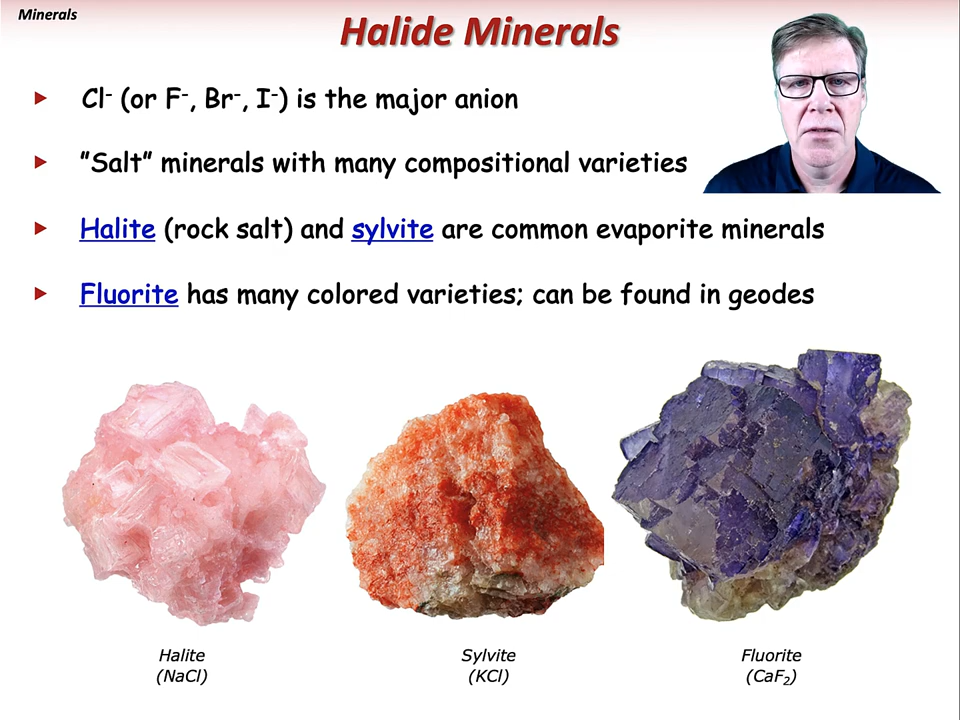 Minerals
Halide Minerals
► Cl⁻ (or F⁻, Br⁻, I⁻) is the major anion
► ”Salt” minerals with many compositional varieties
► Halite (rock salt) and sylvite are common evaporite minerals
► Fluorite has many colored varieties; can be found in geodes
Halite
(NaCl)
Sylvite
(KCl)
Fluorite
(CaF₂)